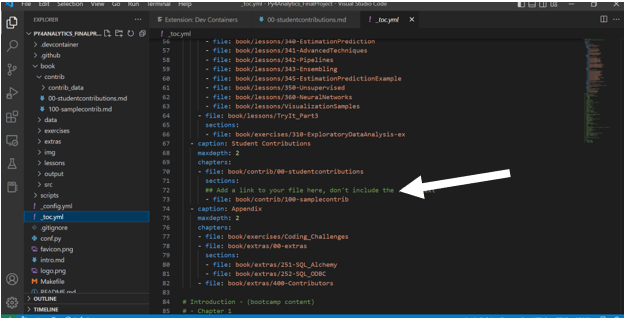 File Edit Selection View Go Run Terminal Help
_toc.yml - Py4Analytics_FinalProject - Visual Studio Code
EXPLORER
PY4ANALYTICS_FINALPR...
.devcontainer
.github
book
contrib
contrib_data
00-studentcontributions.md
100-samplecontrib.md
data
exercises
extras
img
lessons
output
src
scripts
_config.yml
_toc.yml
.gitignore
conf.py
favicon.png
intro.md
logo.png
Makefile
README.md
OUTLINE
TIMELINE
Extension: Dev Containers
00-studentcontributions.md
_toc.yml
_toc.yml
56 - file: book/lessons/340-EstimationPrediction
57 - file: book/lessons/341-AdvancedTechniques
58 - file: book/lessons/342-Pipelines
59 - file: book/lessons/343-Ensembling
60 - file: book/lessons/345-EstimationPredictionExample
61 - file: book/lessons/350-Unsupervised
62 - file: book/lessons/360-NeuralNetworks
63 - file: book/lessons/VisualizationSamples
64 - file: book/lessons/TryIt_Part3
65 sections:
66 - file: book/exercises/310-ExploratoryDataAnalysis-ex
67 - caption: Student Contributions
68 maxdepth: 2
69 chapters:
70 - file: book/contrib/00-studentcontributions
71 sections:
72 ## Add a link to your file here, don't include the
73 - file: book/contrib/100-samplecontrib
74 - caption: Appendix
75 maxdepth: 2
76 chapters:
77 - file: book/exercises/Coding_Challenges
78 - file: book/extras/00-extras
79 sections:
80 - file: book/extras/251-SQL_Alchemy
81 - file: book/extras/252-SQL_ODBC
82 - file: book/extras/400-Contributors
83
84 # Introduction - (bootcamp content)
85 # - Chapter 1